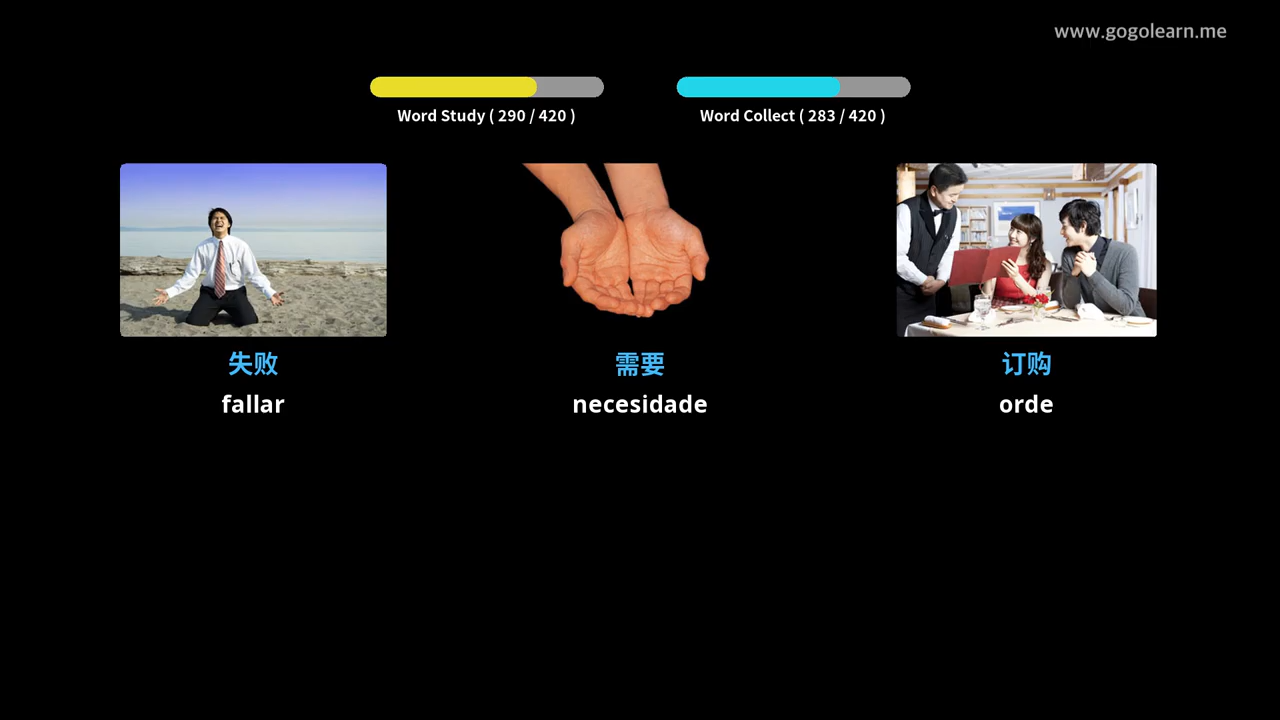 www.gogolearn.me
Word Study ( 290 / 420 )
Word Collect ( 283 / 420 )
失败
需要
订购
fallar
necesidade
orde